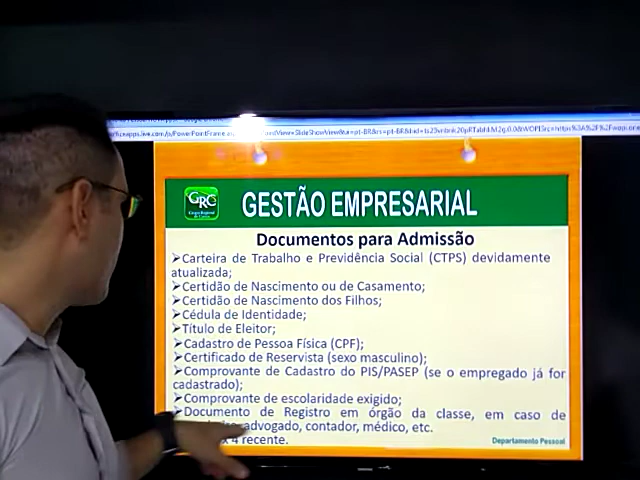 GRC
GESTÃO EMPRESARIAL
Documentos para Admissão
➢Carteira de Trabalho e Previdência Social (CTPS) devidamente
atualizada;
➢Certidão de Nascimento ou de Casamento;
➢Certidão de Nascimento dos Filhos;
➢Cédula de Identidade;
➢Título de Eleitor;
➢Cadastro de Pessoa Física (CPF);
➢Certificado de Reservista (sexo masculino);
➢Comprovante de Cadastro do PIS/PASEP (se o empregado já for
cadastrado);
➢Comprovante de escolaridade exigido;
➢Documento de Registro em órgão da classe, em caso de
advogado, contador, médico, etc.
x 4 recente.
Departamento Pessoal